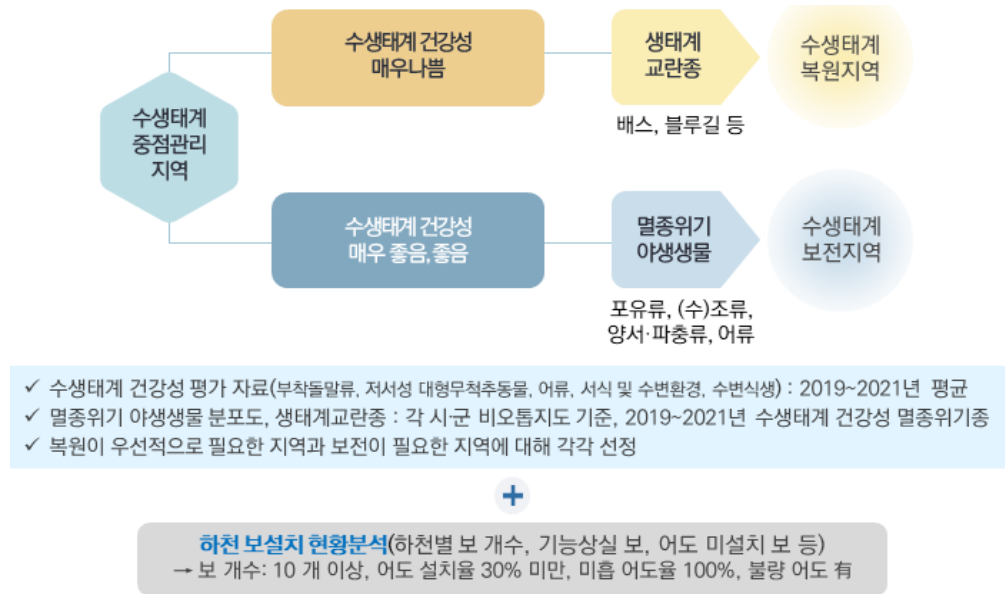 수생태계
중점관리
지역
수생태계 건강성
매우나쁨
생태계
교란종
배스, 블루길 등
수생태계
복원지역
수생태계 건강성
매우 좋음, 좋음
멸종위기
야생생물
포유류, (수)조류,
양서·파충류, 어류
수생태계
보전지역
✓ 수생태계 건강성 평가 자료(부착돌말류, 저서성 대형무척추동물, 어류, 서식 및 수변환경, 수변식생) : 2019~2021년 평균
✓ 멸종위기 야생생물 분포도, 생태계교란종 : 각 시·군 비오톱지도 기준, 2019~2021년 수생태계 건강성 멸종위기종
✓ 복원이 우선적으로 필요한 지역과 보전이 필요한 지역에 대해 각각 선정
+
하천 보설치 현황분석(하천별 보 개수, 기능상실 보, 어도 미설치 보 등)
→ 보 개수: 10 개 이상, 어도 설치율 30% 미만, 미흡 어도율 100%, 불량 어도 有